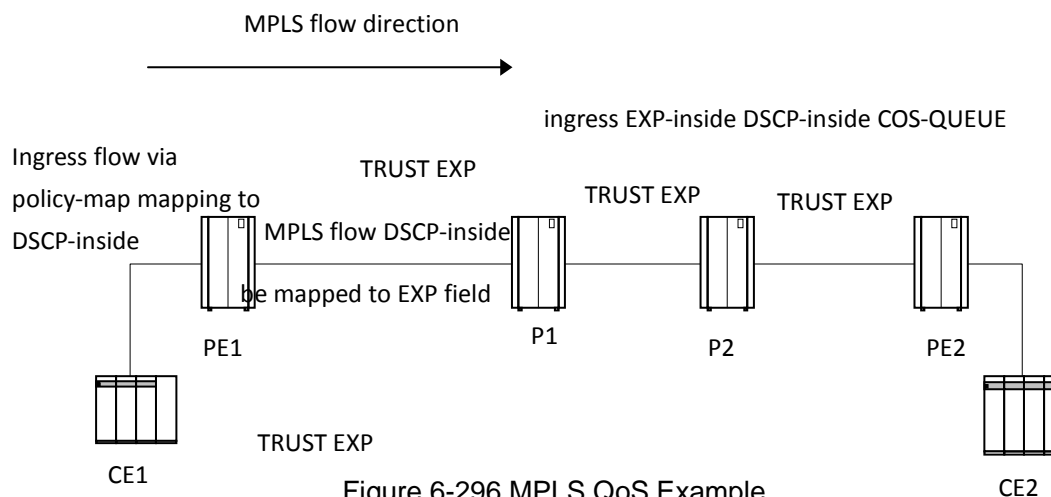 MPLS flow direction
ingress EXP-inside DSCP-inside COS-QUEUE
Ingress flow via
policy-map mapping to
DSCP-inside
TRUST EXP
TRUST EXP
TRUST EXP
MPLS flow DSCP-inside
be mapped to EXP field
PE1
P1
P2
PE2
TRUST EXP
CE1
CE2
Figure 6-296 MPLS QoS Example